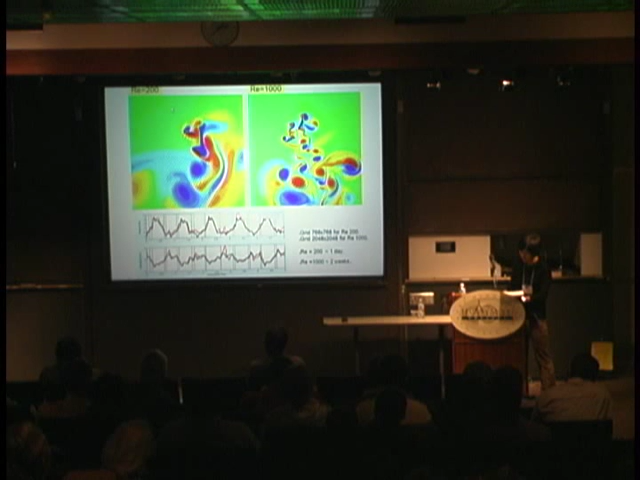 Re=200
Re=1000
.Grid 768x768 for Re 200.
.Grid 2048x2048 for Re 1000.
.Re = 200 ~ 1 day.
.Re =1000 ~ 2 weeks.